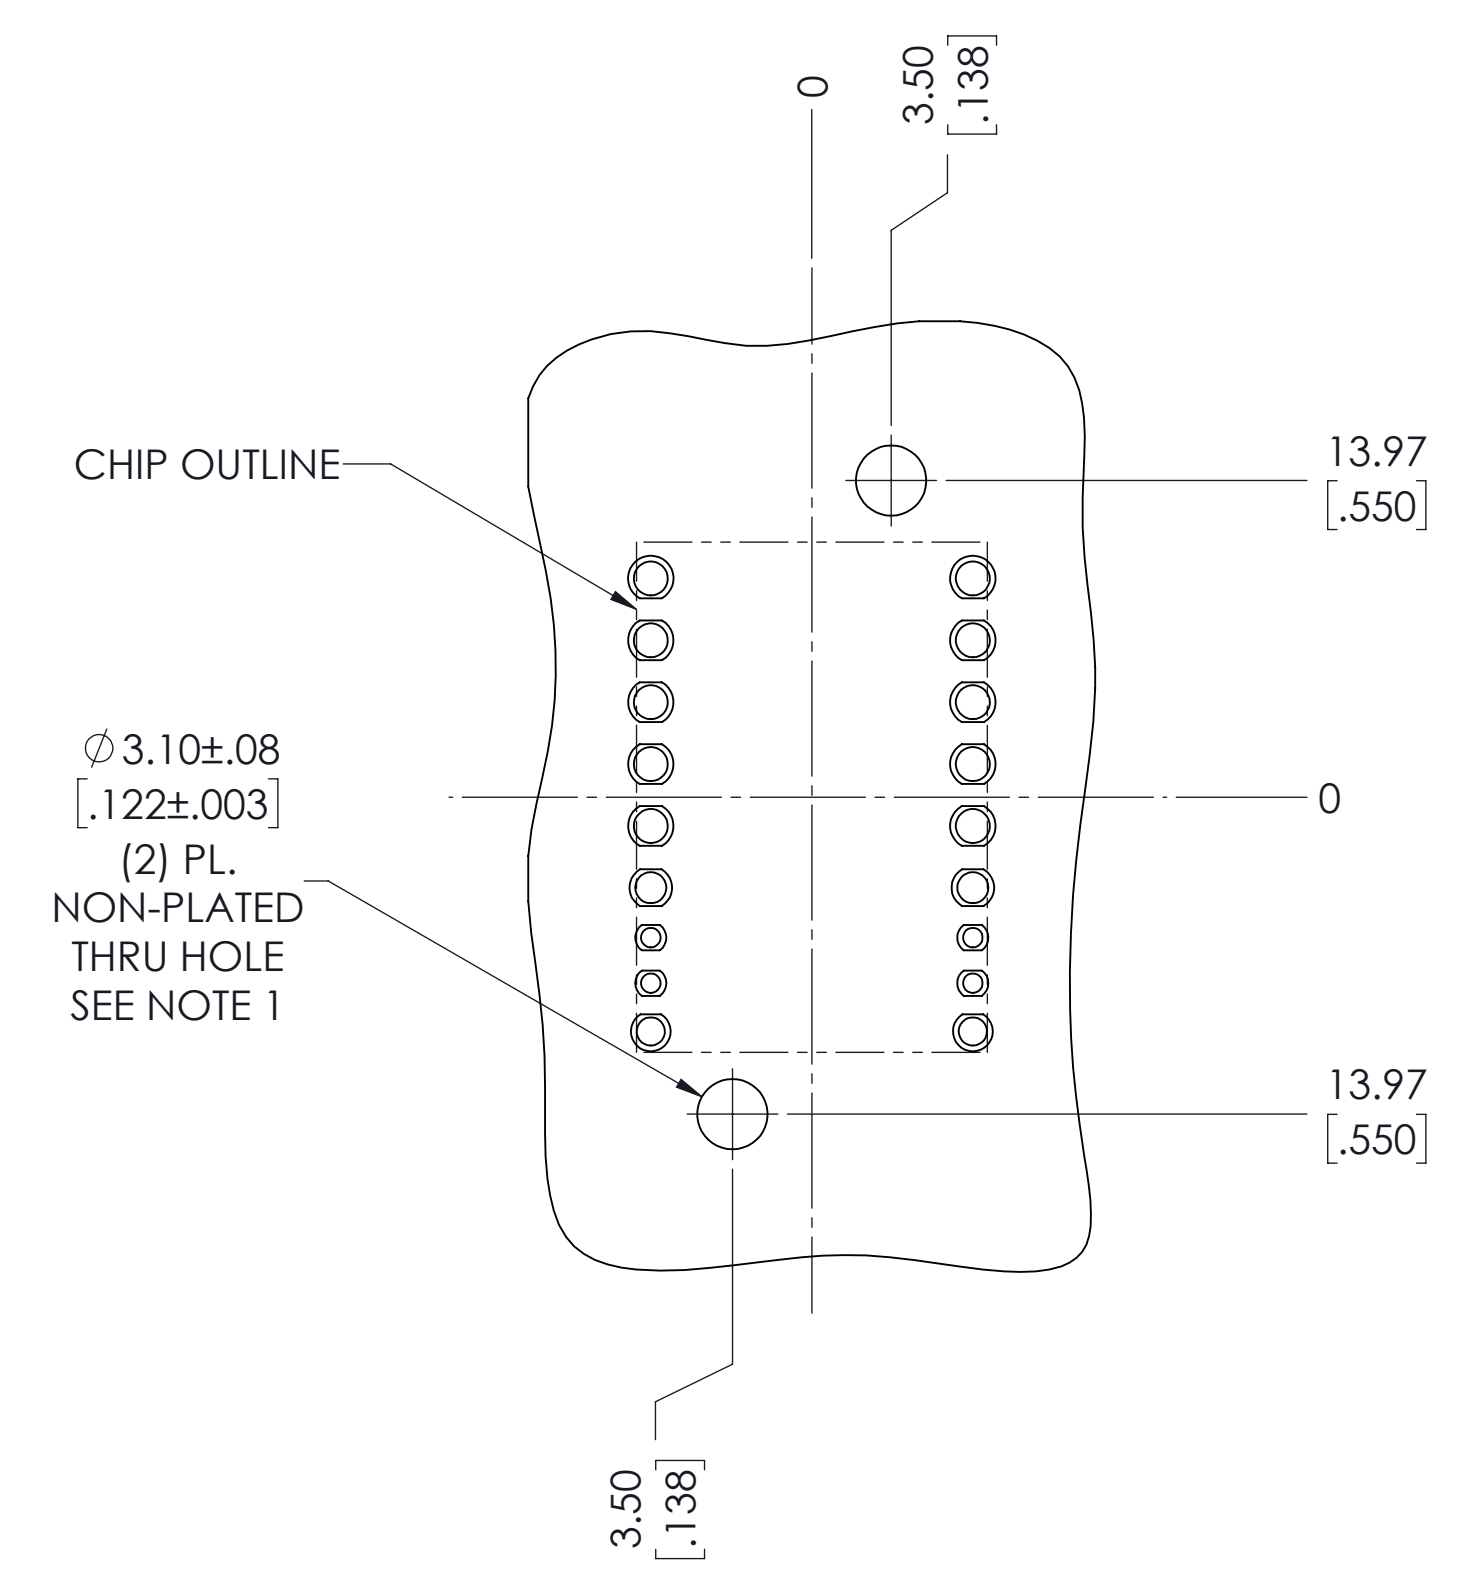 0
3.50
[.138]
CHIP OUTLINE
13.97
[.550]
∅3.10±.08
[.122±.003]
(2) PL.
NON-PLATED
THRU HOLE
SEE NOTE 1
0
13.97
[.550]
3.50
[.138]